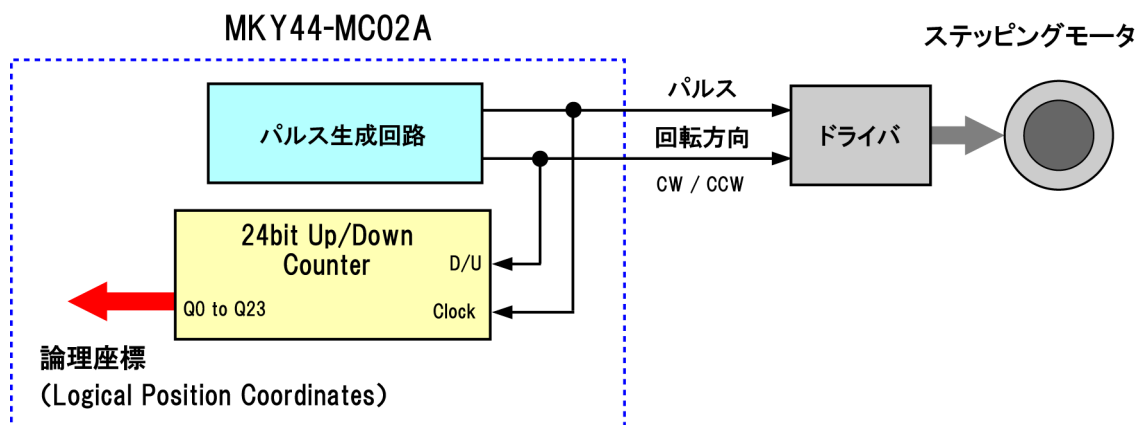 MKY44-MC02A
ステッピングモータ
パルス生成回路
パルス
回転方向
CW / CCW
ドライバ
24bit Up/Down
Counter
D/U
Clock
Q0 to Q23
論理座標
(Logical Position Coordinates)